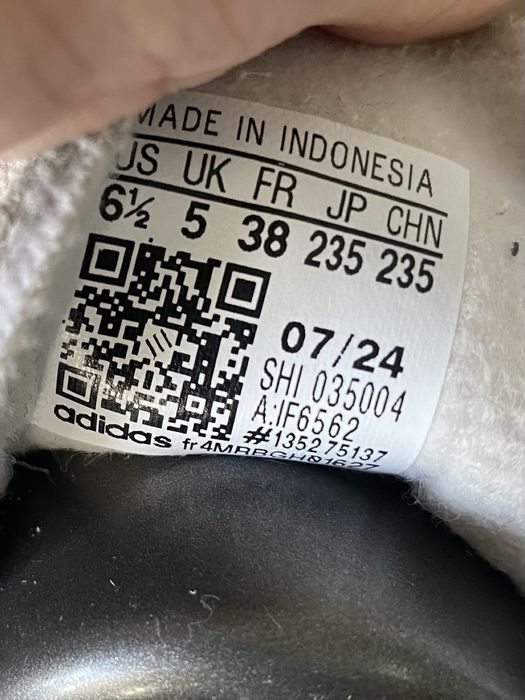 MADE IN INDONESIA
US UK FR JP CHN
6½ 5 38 235 235
07/24
SHI 035004
A:IF6562
#135275137
adidas